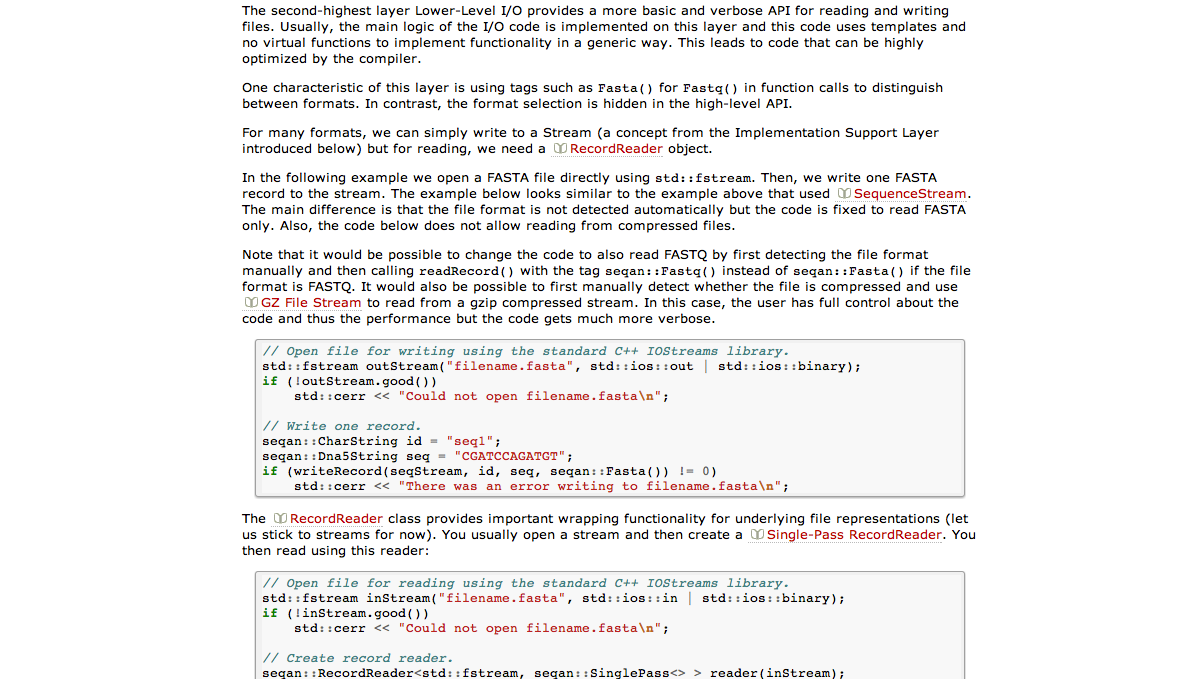 The second-highest layer Lower-Level I/O provides a more basic and verbose API for reading and writing
files. Usually, the main logic of the I/O code is implemented on this layer and this code uses templates and
no virtual functions to implement functionality in a generic way. This leads to code that can be highly
optimized by the compiler.
One characteristic of this layer is using tags such as Fasta() for Fastq() in function calls to distinguish
between formats. In contrast, the format selection is hidden in the high-level API.
For many formats, we can simply write to a Stream (a concept from the Implementation Support Layer
introduced below) but for reading, we need a RecordReader object.
In the following example we open a FASTA file directly using std::fstream. Then, we write one FASTA
record to the stream. The example below looks similar to the example above that used SequenceStream.
The main difference is that the file format is not detected automatically but the code is fixed to read FASTA
only. Also, the code below does not allow reading from compressed files.
Note that it would be possible to change the code to also read FASTQ by first detecting the file format
manually and then calling readRecord() with the tag seqan::Fastq() instead of seqan::Fasta() if the file
format is FASTQ. It would also be possible to first manually detect whether the file is compressed and use
GZ File Stream to read from a gzip compressed stream. In this case, the user has full control about the
code and thus the performance but the code gets much more verbose.
// Open file for writing using the standard C++ IOStreams library.
std::fstream outStream("filename.fasta", std::ios::out | std::ios::binary);
if (!outStream.good())
    std::cerr << "Could not open filename.fasta\n";
// Write one record.
seqan::CharString id = "seq1";
seqan::Dna5String seq = "CGATCCAGATGT";
if (writeRecord(seqStream, id, seq, seqan::Fasta()) != 0)
    std::cerr << "There was an error writing to filename.fasta\n";
The RecordReader class provides important wrapping functionality for underlying file representations (let
us stick to streams for now). You usually open a stream and then create a Single-Pass RecordReader. You
then read using this reader:
// Open file for reading using the standard C++ IOStreams library.
std::fstream inStream("filename.fasta", std::ios::in | std::ios::binary);
if (!inStream.good())
    std::cerr << "Could not open filename.fasta\n";
// Create record reader.
seqan::RecordReader<std::fstream, seqan::SinglePass<> > reader(inStream);